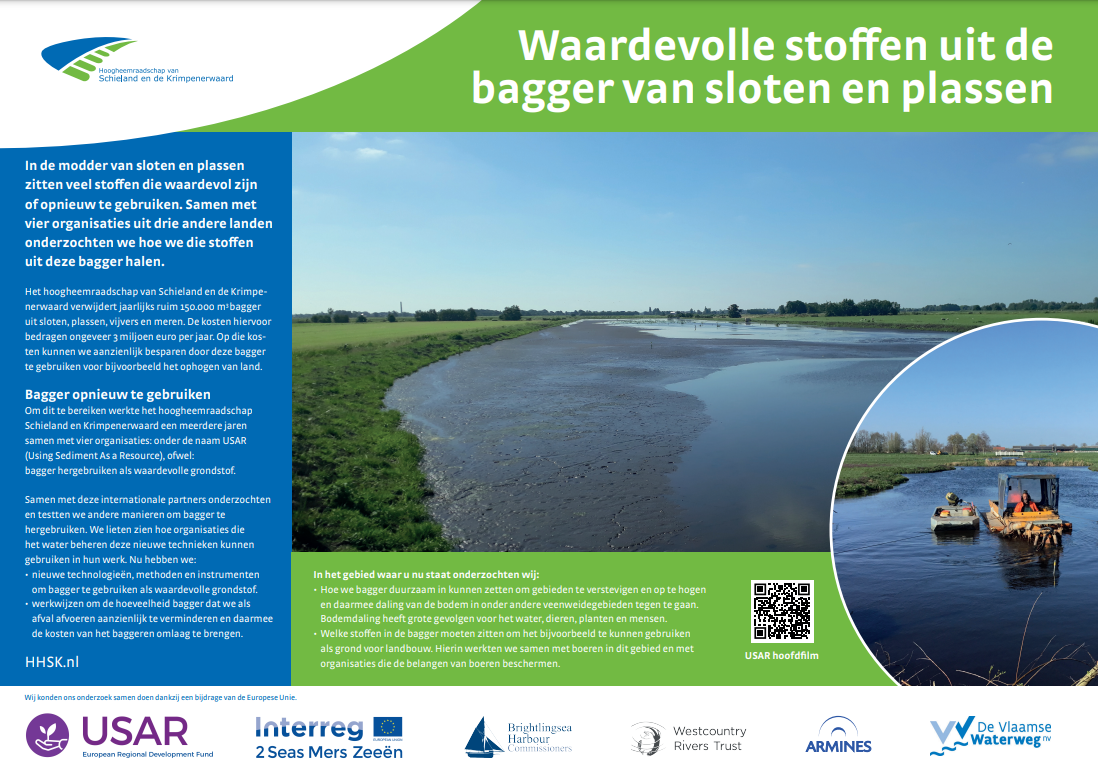 Hoogheemraadschap van
Schieland en de Krimpenerwaard
Waardevolle stoffen uit de
bagger van sloten en plassen
In de modder van sloten en plassen
zitten veel stoffen die waardevol zijn
of opnieuw te gebruiken. Samen met
vier organisaties uit drie andere landen
onderzochten we hoe we die stoffen
uit deze bagger halen.
Het hoogheemraadschap van Schieland en de Krimpe-
nerwaard verwijdert jaarlijks ruim 150.000 m³ bagger
uit sloten, plassen, vijvers en meren. De kosten hiervoor
bedragen ongeveer 3 miljoen euro per jaar. Op die kos-
ten kunnen we aanzienlijk besparen door deze bagger
te gebruiken voor bijvoorbeeld het ophogen van land.
Bagger opnieuw te gebruiken
Om dit te bereiken werkte het hoogheemraadschap
Schieland en Krimpenerwaard een meerdere jaren
samen met vier organisaties: onder de naam USAR
(Using Sediment As a Resource), ofwel:
bagger hergebruiken als waardevolle grondstof.
Samen met deze internationale partners onderzochten
en testten we andere manieren om bagger te
hergebruiken. We lieten zien hoe organisaties die
het water beheren deze nieuwe technieken kunnen
gebruiken in hun werk. Nu hebben we:
• nieuwe technologieën, methoden en instrumenten
om bagger te gebruiken als waardevolle grondstof.
• werkwijzen om de hoeveelheid bagger dat we als
afval afvoeren aanzienlijk te verminderen en daarmee
de kosten van het baggeren omlaag te brengen.
HHSK.nl
In het gebied waar u nu staat onderzochten wij:
• Hoe we bagger duurzaam in kunnen zetten om gebieden te verstevigen en op te hogen
en daarmee daling van de bodem in onder andere veenweidegebieden tegen te gaan.
Bodemdaling heeft grote gevolgen voor het water, dieren, planten en mensen.
• Welke stoffen in de bagger moeten zitten om het bijvoorbeeld te kunnen gebruiken
als grond voor landbouw. Hierin werkten we samen met boeren in dit gebied en met
organisaties die de belangen van boeren beschermen.
USAR hoofdfilm
Wij konden ons onderzoek samen doen dankzij een bijdrage van de Europese Unie.
USAR
European Regional Development Fund
Interreg
EUROPEAN UNION
2 Seas Mers Zeeën
Brightlingsea
Harbour
Commissioners
Westcountry
Rivers Trust
ARMINES
De Vlaamse
Waterweg nv